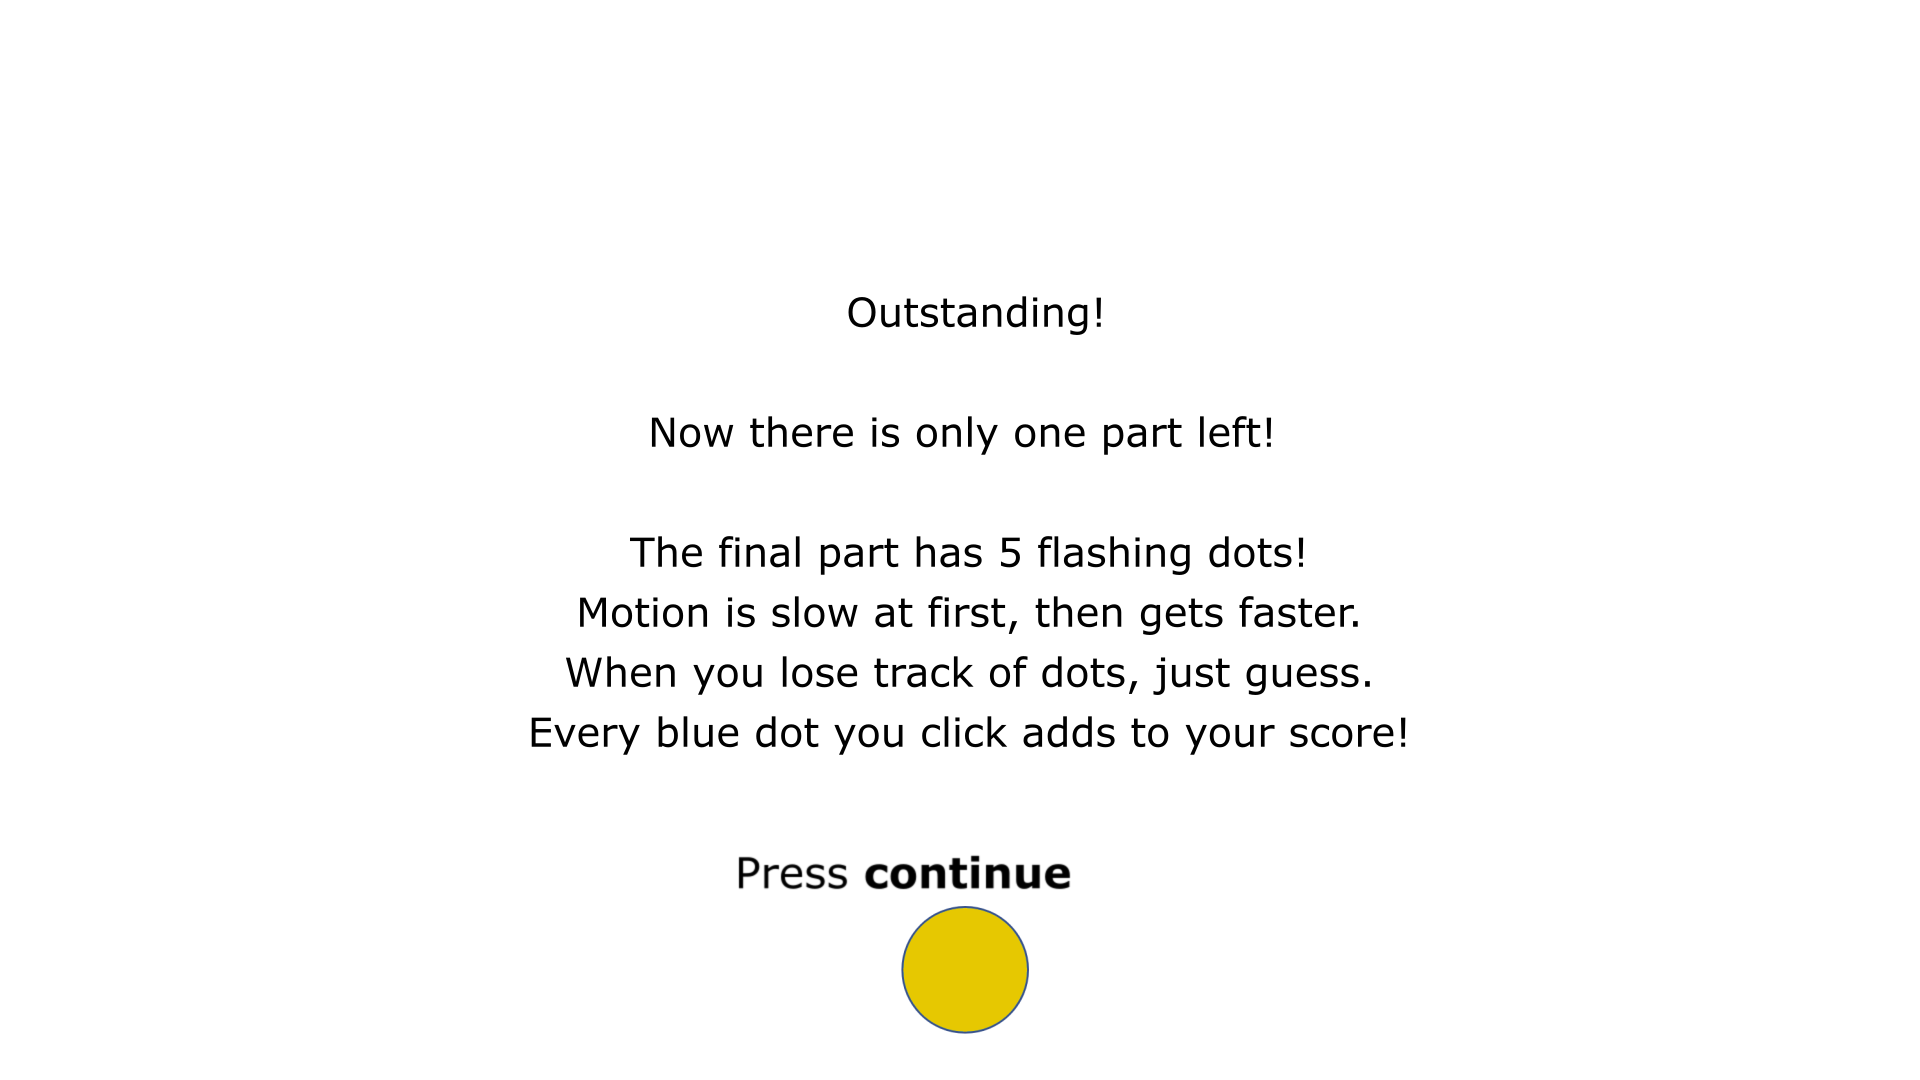 Outstanding!
Now there is only one part left!
The final part has 5 flashing dots!
Motion is slow at first, then gets faster.
When you lose track of dots, just guess.
Every blue dot you click adds to your score!
Press continue